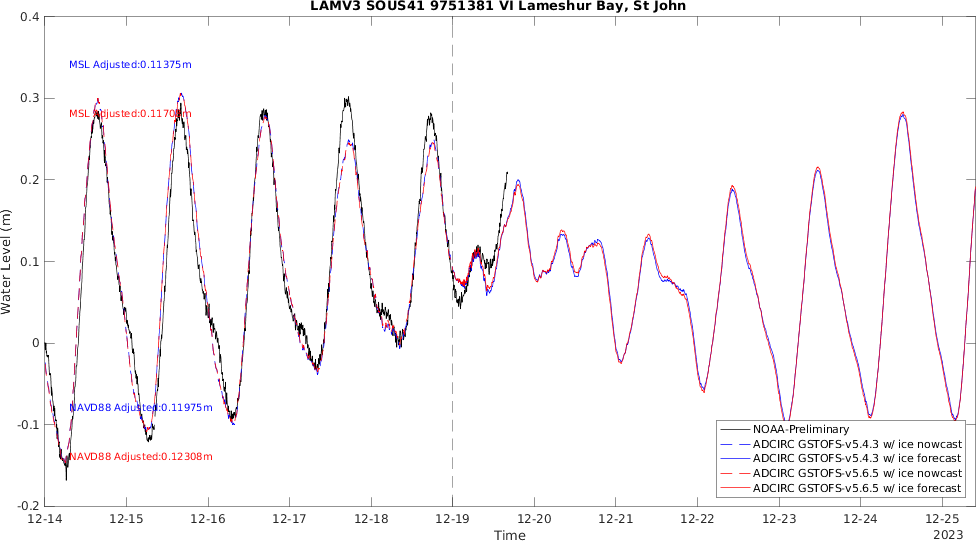 LAMV3 SOUS41 9751381 VI Lameshur Bay, St John
0.4
0.3
0.2
0.1
0
-0.1
-0.2
Water Level (m)
MSL Adjusted:0.11375m
MSL Adjusted:0.1170 m
NAVD88 Adjusted:0.11975m
NAVD88 Adjusted:0.12308m
NOAA-Preliminary
ADCIRC GSTOFS-v5.4.3 w/ ice nowcast
ADCIRC GSTOFS-v5.4.3 w/ ice forecast
ADCIRC GSTOFS-v5.6.5 w/ ice nowcast
ADCIRC GSTOFS-v5.6.5 w/ ice forecast
12-14 12-15 12-16 12-17 12-18 12-19 12-20 12-21 12-22 12-23 12-24 12-25
Time
2023